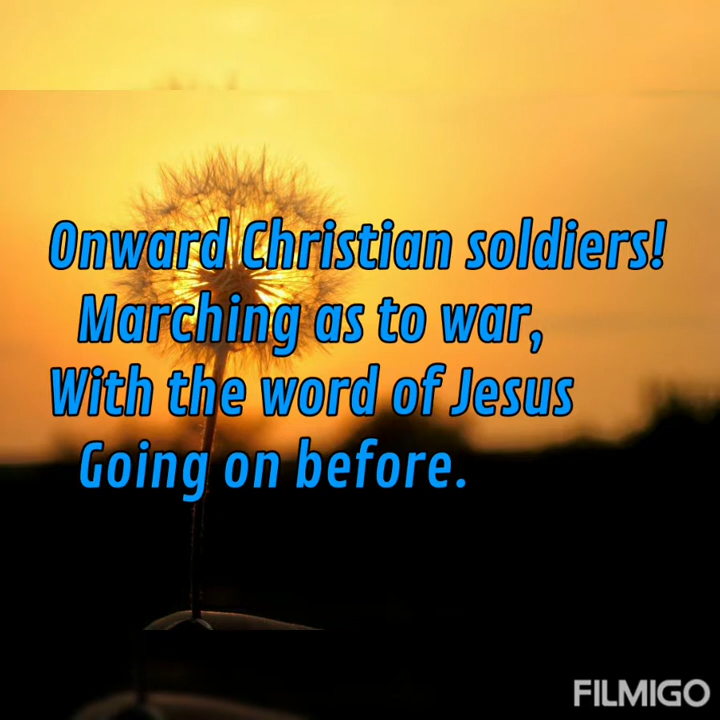 Onward Christian soldiers!
Marching as to war,
With the word of Jesus
Going on before.
FILMIGO